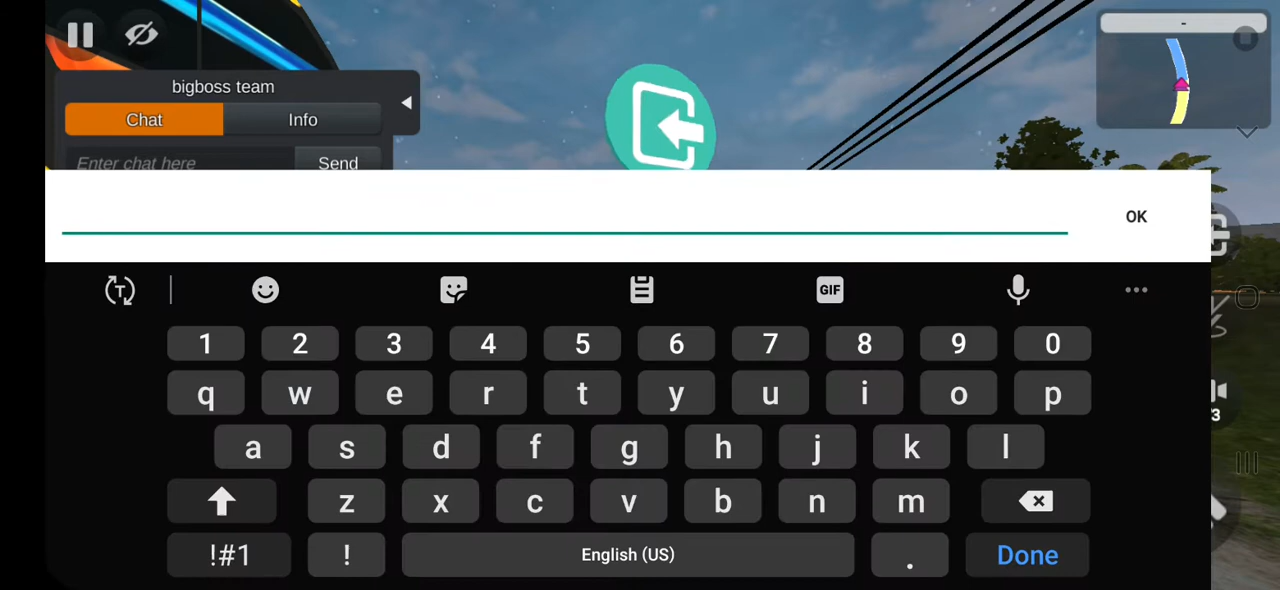 -
bigboss team
Chat Info
Enter chat here Send
OK
T GIF
1 2 3 4 5 6 7 8 9 0
q w e r t y u i o p
a s d f g h j k l
z x c v b n m
!#1 ! English (US) . Done
3